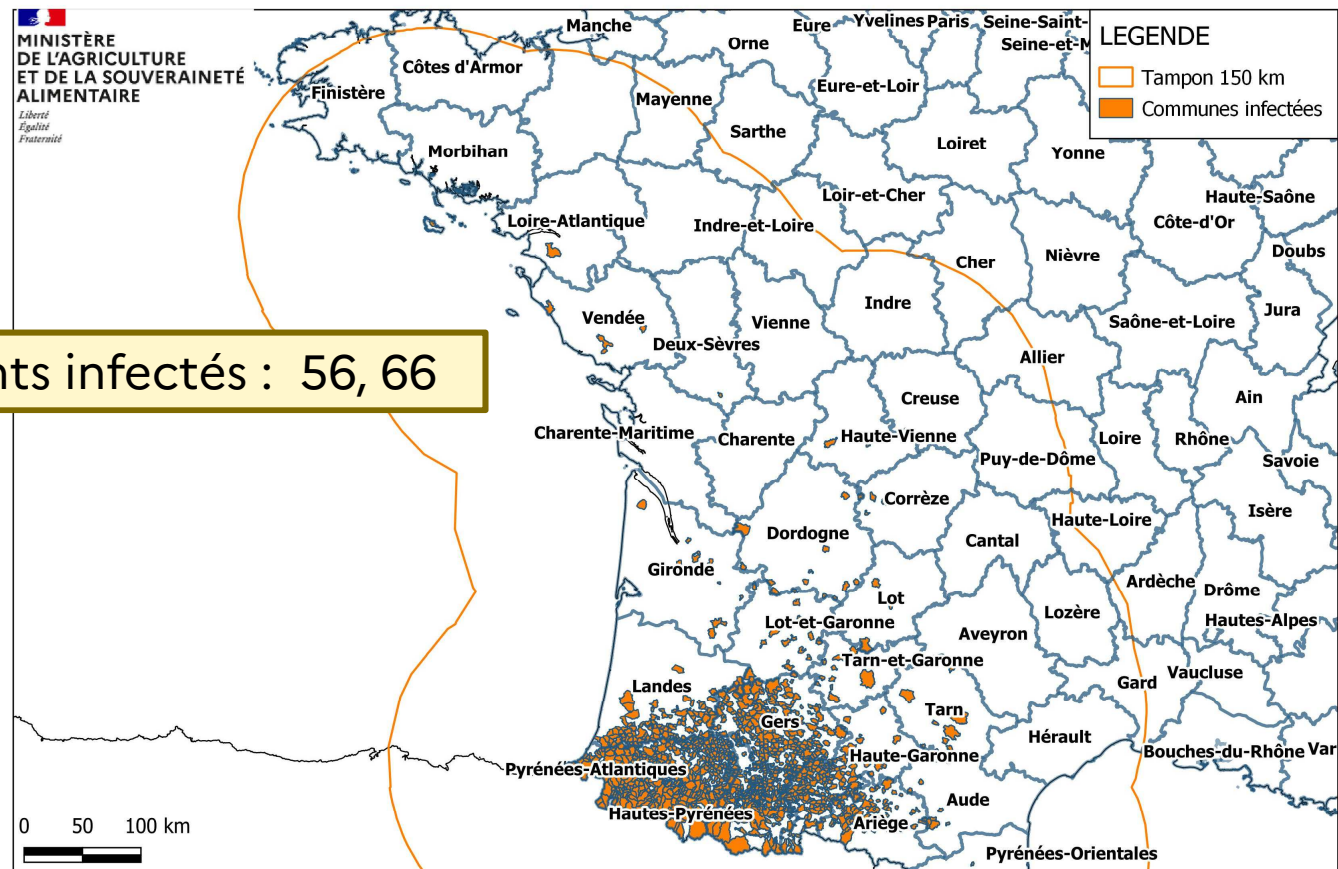 MINISTÈRE
DE L'AGRICULTURE
ET DE LA SOUVERAINETÉ
ALIMENTAIRE
Liberté
Égalité
Fraternité
LEGENDE
Tampon 150 km
Communes infectées
Manche
Orne
Eure
Yvelines
Paris
Seine-Saint-
Seine-et-M
Côtes d'Armor
Finistère
Mayenne
Eure-et-Loir
Sarthe
Morbihan
Loiret
Yonne
Loir-et-Cher
Haute-Saône
Loire-Atlantique
Indre-et-Loire
Côte-d'Or
Cher
Nièvre
Doubs
Indre
Vendée
Vienne
Saône-et-Loire
Jura
Deux-Sèvres
Allier
nts infectés : 56, 66
Creuse
Ain
Charente-Maritime
Charente
Haute-Vienne
Loire
Rhône
Puy-de-Dôme
Savoie
Corrèze
Isère
Haute-Loire
Dordogne
Cantal
Gironde
Ardèche
Drôme
Lot
Lozère
Hautes-Alpes
Lot-et-Garonne
Aveyron
Tarn-et-Garonne
Vaucluse
Landes
Gard
Tarn
Gers
Hérault
Haute-Garonne
Bouches-du-Rhône
Var
Pyrénées-Atlantiques
Aude
Hautes-Pyrénées
Ariège
Pyrénées-Orientales
0 50 100 km